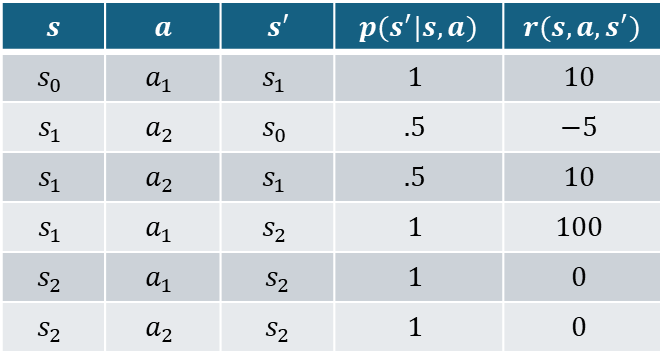 s a s′ p(s′|s, a) r(s, a, s′)
s₀ a₁ s₁ 1 10
s₁ a₂ s₀ .5 −5
s₁ a₂ s₁ .5 10
s₁ a₁ s₂ 1 100
s₂ a₁ s₂ 1 0
s₂ a₂ s₂ 1 0